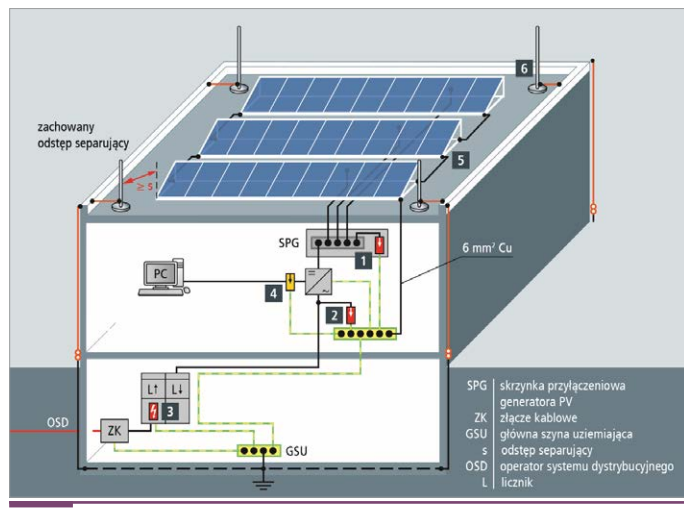 6
zachowany
odstęp separujący
≥ s
5
SPG
1
6 mm² Cu
PC
4
2
L↑ L↓
3
OSD
ZK
GSU
SPG skrzynka przyłączeniowa
generatora PV
ZK złącze kablowe
GSU główna szyna uziemiająca
s odstęp separujący
OSD operator systemu dystrybucyjnego
L licznik